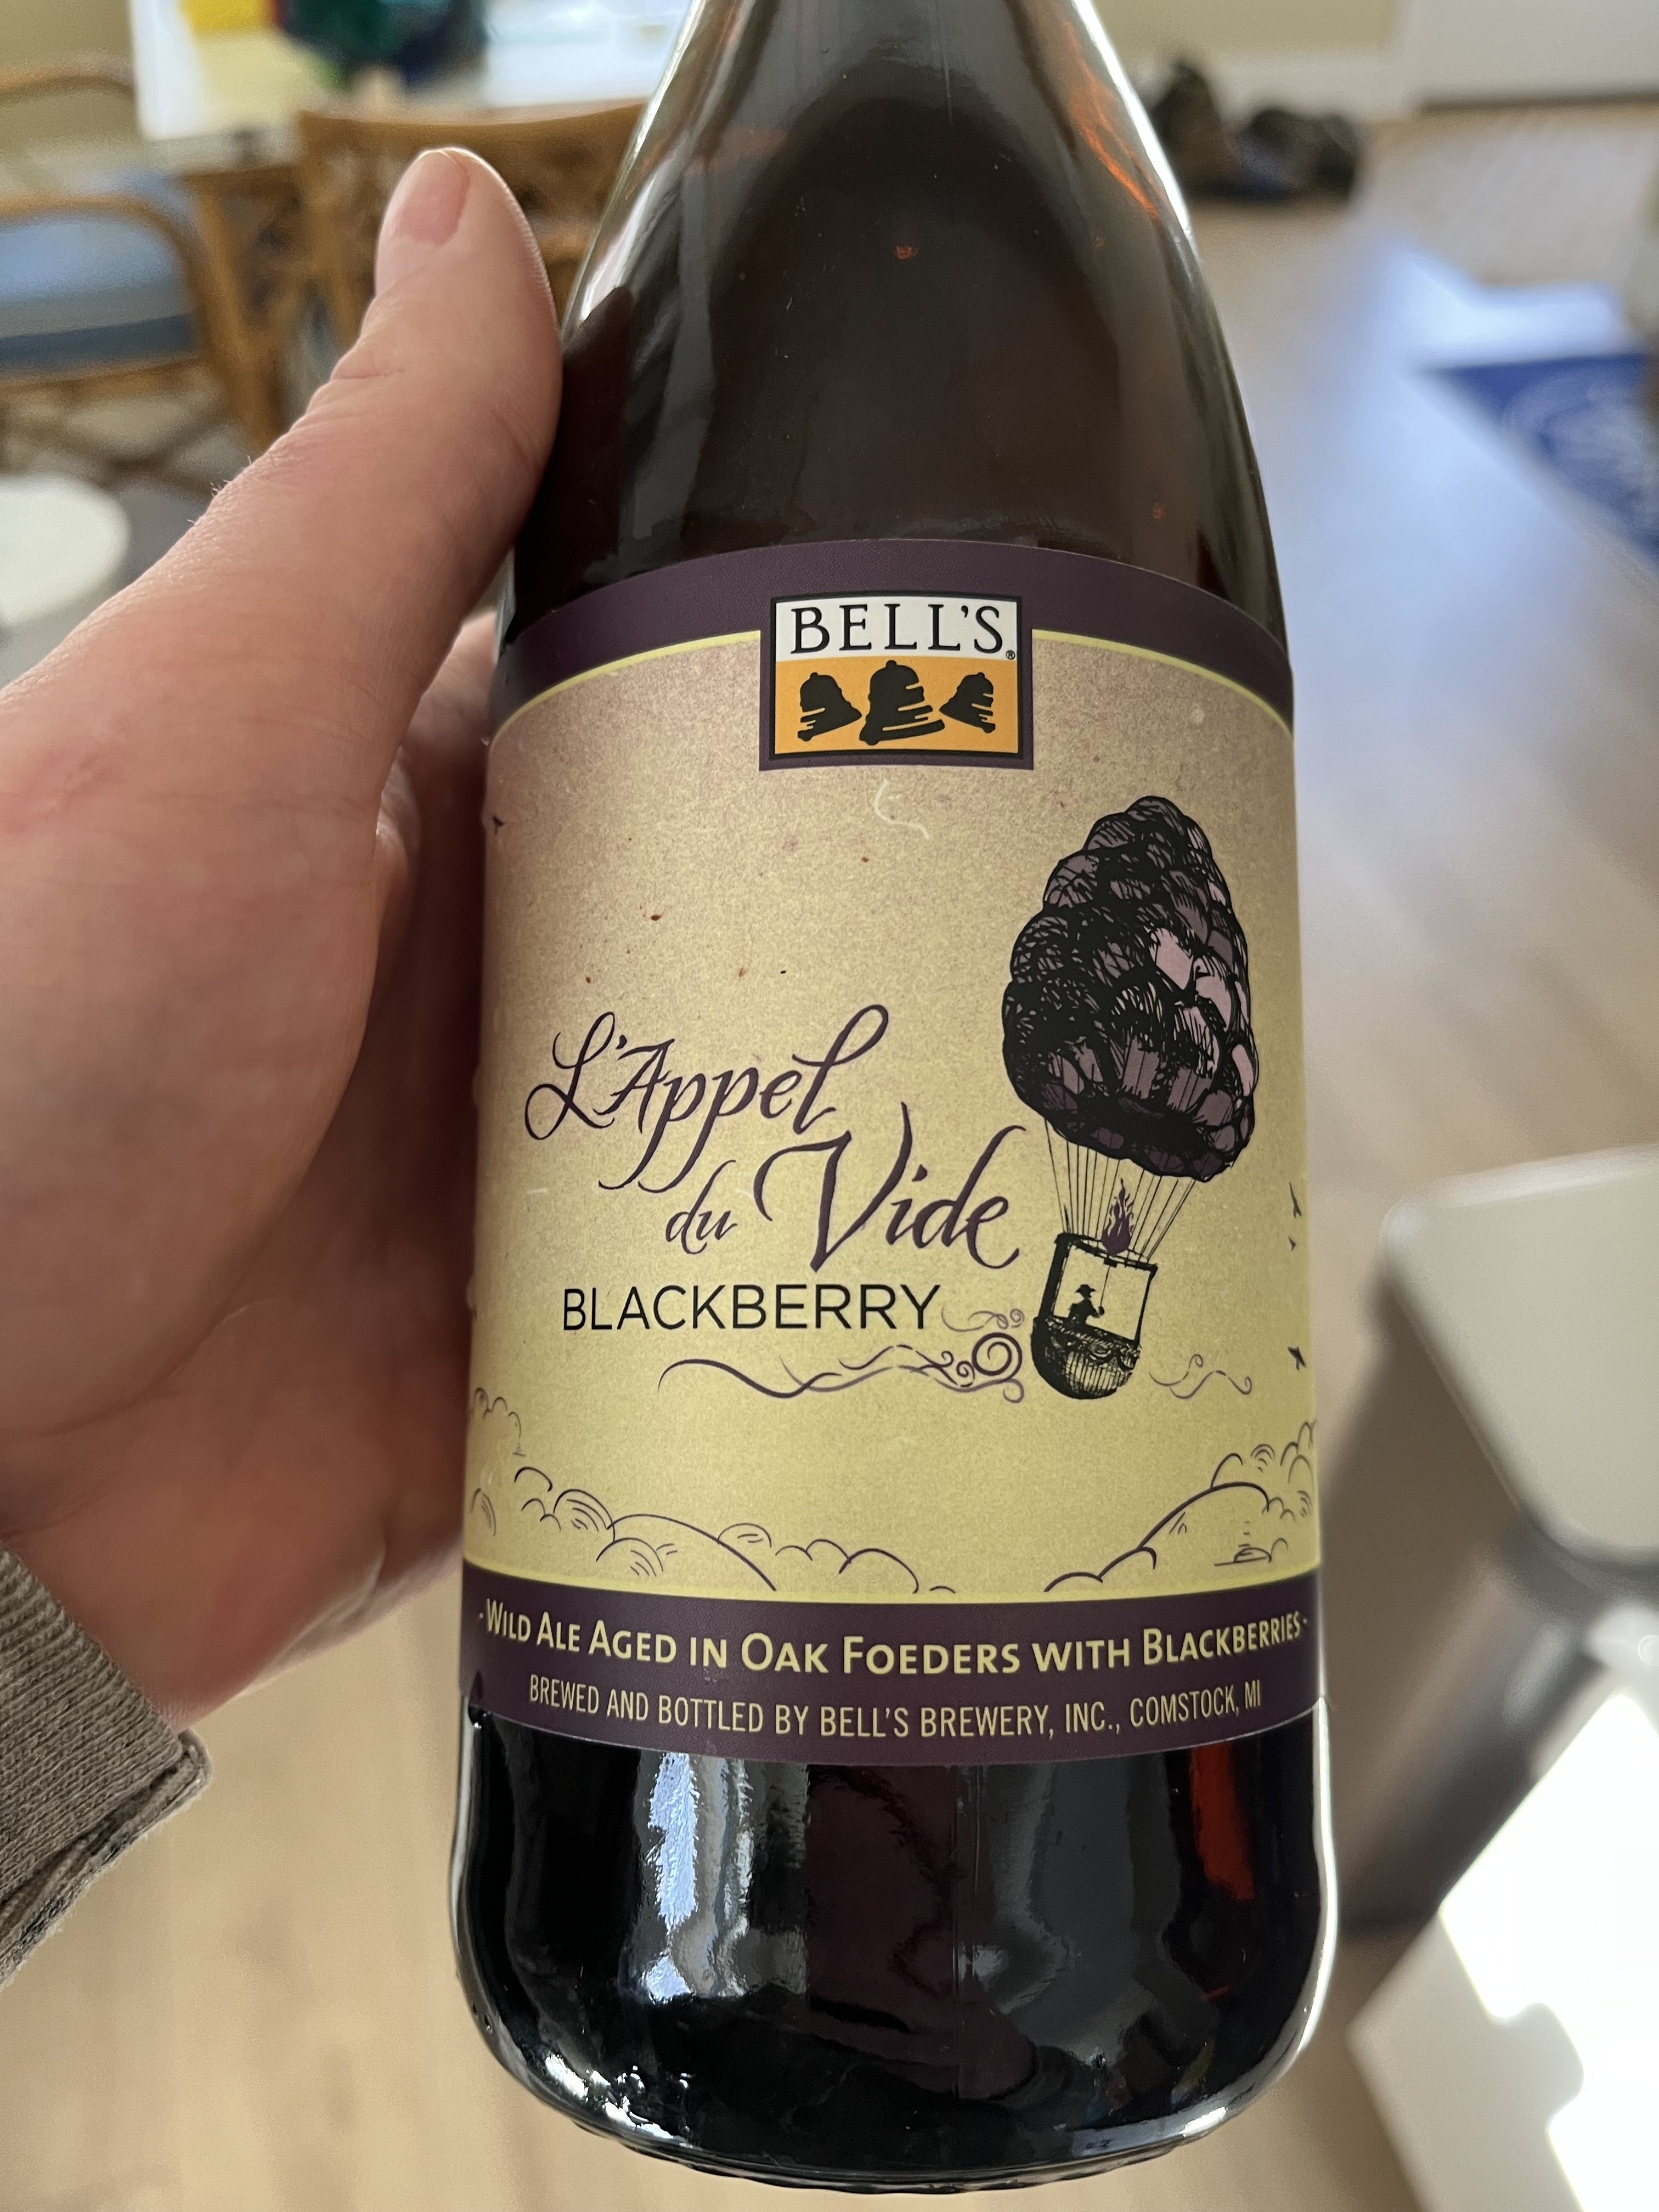 BELL'S®
L'Appel
du Vide
BLACKBERRY
-WILD ALE AGED IN OAK FOEDERS WITH BLACKBERRIES-
BREWED AND BOTTLED BY BELL'S BREWERY, INC., COMSTOCK, MI